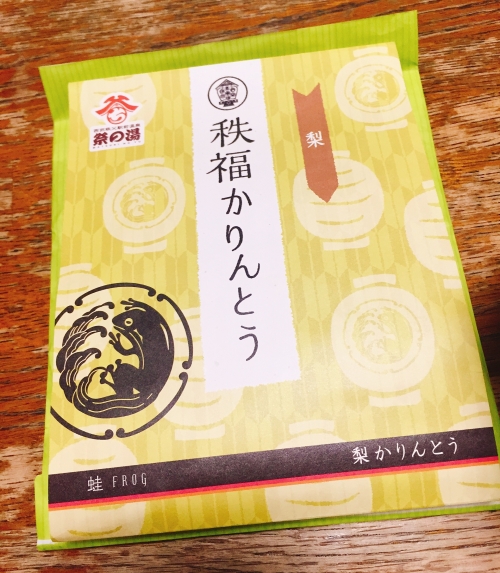 祭の湯
秩福かりんとう
梨
蛙 FROG
梨かりんとう